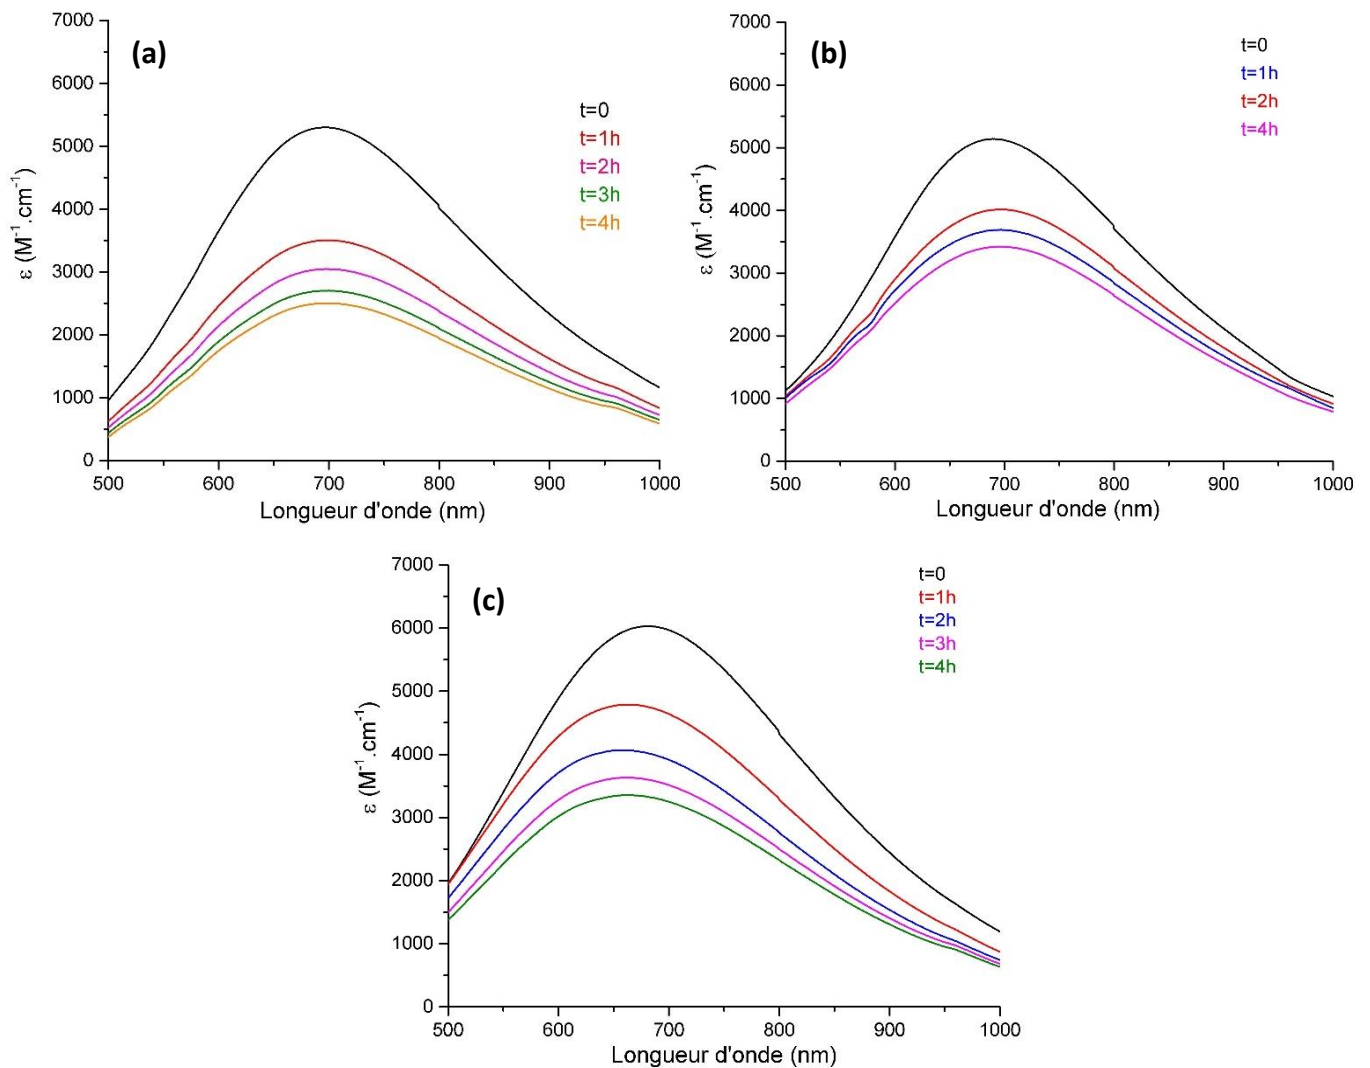 (a)
7000
6000
5000
4000
3000
2000
1000
0
ε (M⁻¹.cm⁻¹)
t=0
t=1h
t=2h
t=3h
t=4h
500 600 700 800 900 1000
Longueur d'onde (nm)
(b)
7000
6000
5000
4000
3000
2000
1000
0
ε (M⁻¹.cm⁻¹)
t=0
t=1h
t=2h
t=4h
500 600 700 800 900 1000
Longueur d'onde (nm)
(c)
7000
6000
5000
4000
3000
2000
1000
0
ε (M⁻¹.cm⁻¹)
t=0
t=1h
t=2h
t=3h
t=4h
500 600 700 800 900 1000
Longueur d'onde (nm)